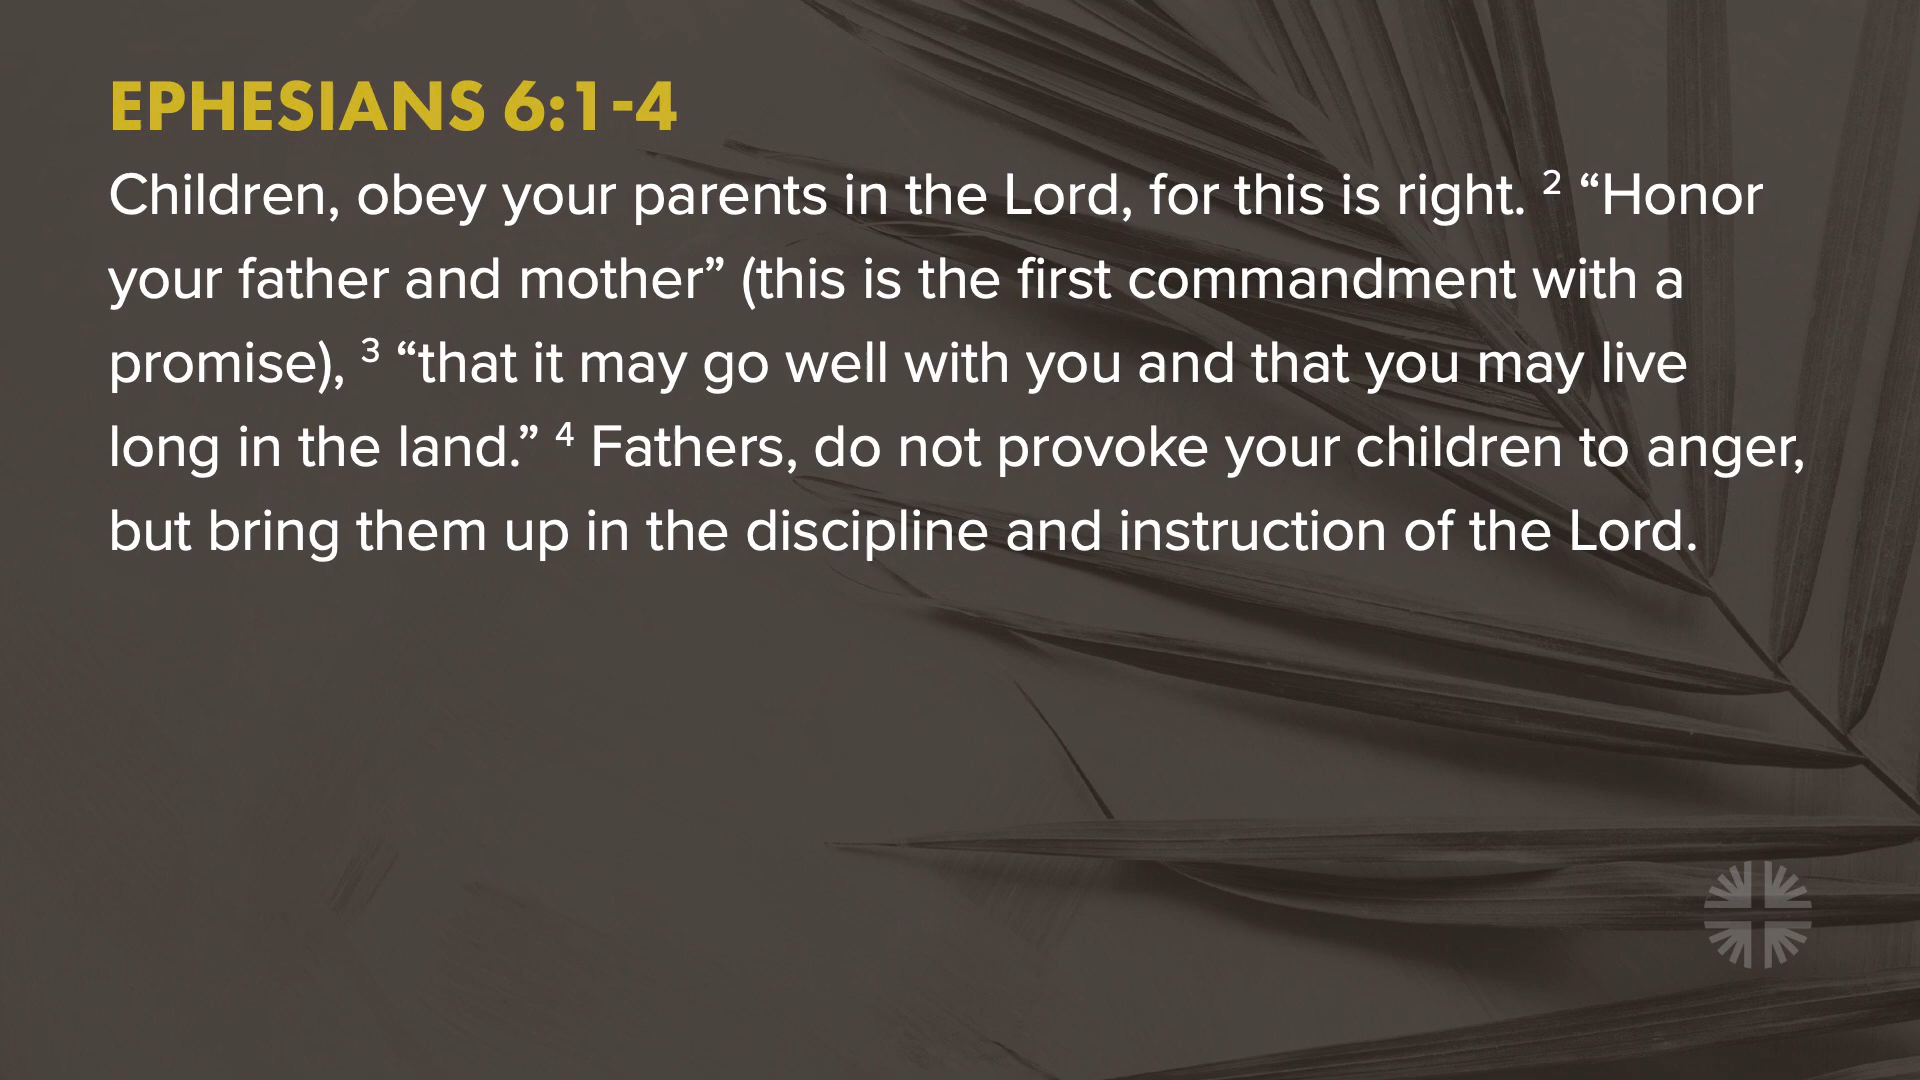 EPHESIANS 6:1-4
Children, obey your parents in the Lord, for this is right. ² “Honor
your father and mother” (this is the first commandment with a
promise), ³ “that it may go well with you and that you may live
long in the land.” ⁴ Fathers, do not provoke your children to anger,
but bring them up in the discipline and instruction of the Lord.